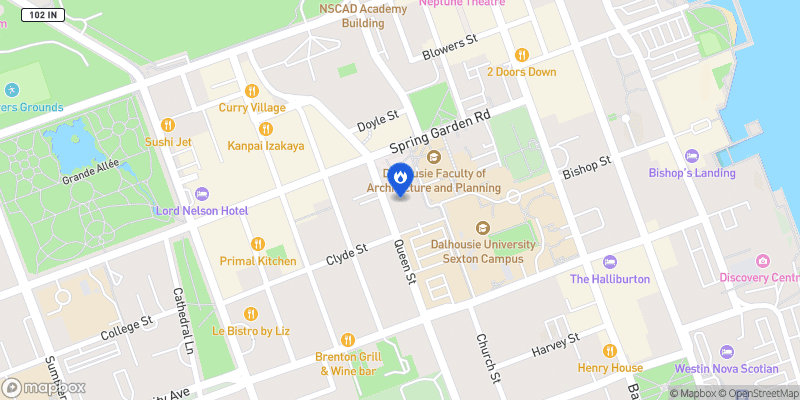 102 IN
NSCAD Academy
Building
Neptune Theatre
Blowers St
2 Doors Down
Curry Village
Doyle St
Grounds
Sushi Jet
Kanpai Izakaya
Spring Garden Rd
Grande Allée
Bishop St
Bishop's Landing
Dalhousie Faculty of
Architecture and Planning
Lord Nelson Hotel
Primal Kitchen
Clyde St
Queen St
Dalhousie University
Sexton Campus
The Halliburton
Discovery Centr
Cathedral Ln
College St
Le Bistro by Liz
Brenton Grill
& Wine bar
Church St
Harvey St
Henry House
Westin Nova Scotian
Summer
ity Ave
Ba
mapbox
© Mapbox © OpenStreetMap